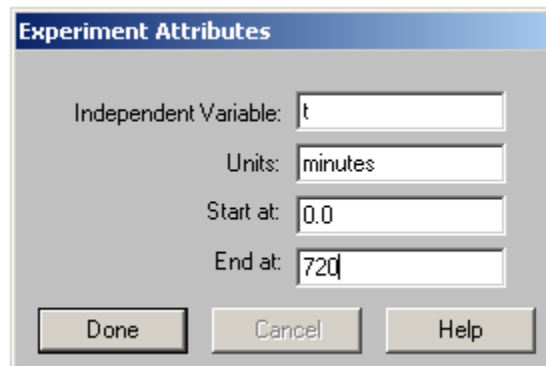 Experiment Attributes
Independent Variable: t
Units: minutes
Start at: 0.0
End at: 720
Done Cancel Help